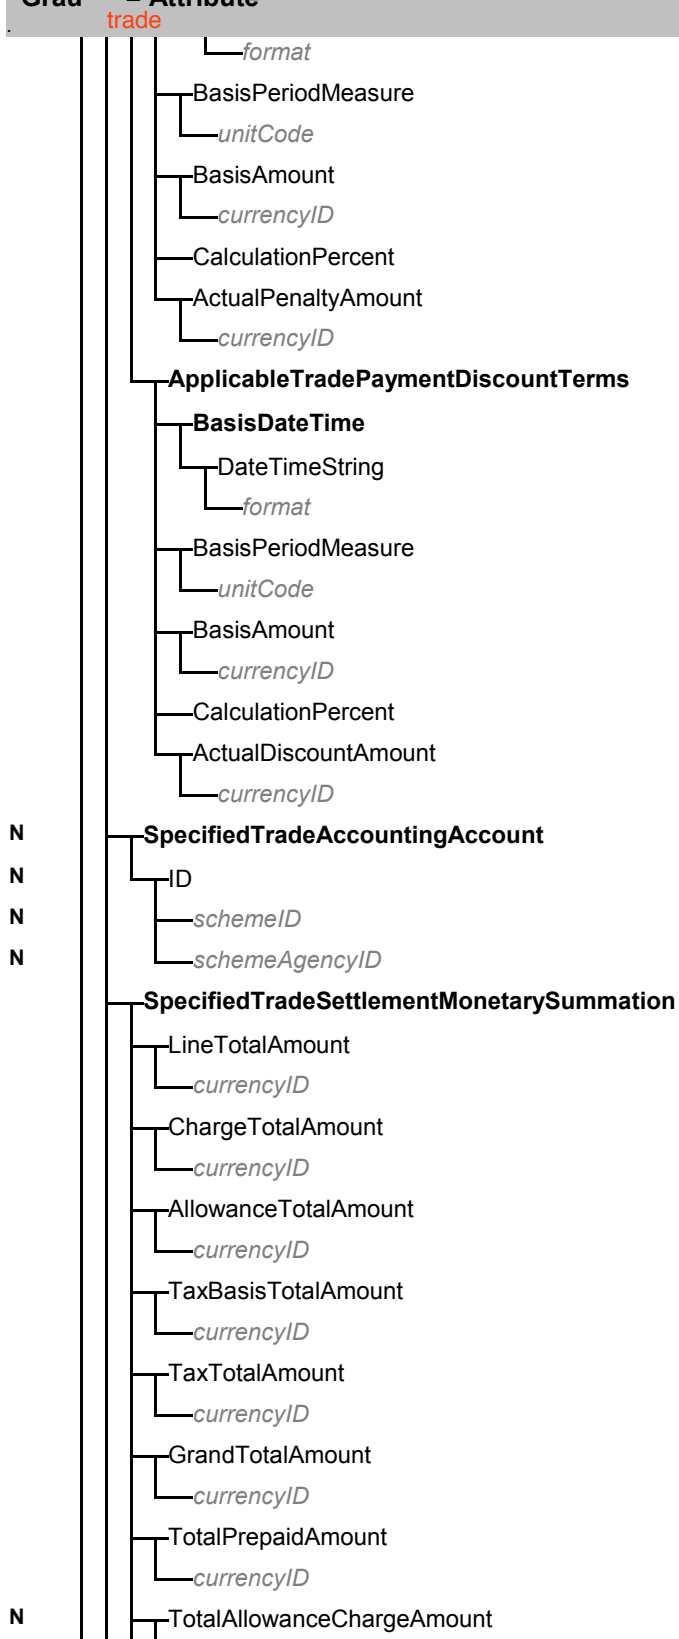 Grau = Attribute
. trade
format
BasisPeriodMeasure
unitCode
BasisAmount
currencyID
CalculationPercent
ActualPenaltyAmount
currencyID
ApplicableTradePaymentDiscountTerms
BasisDateTime
DateTimeString
format
BasisPeriodMeasure
unitCode
BasisAmount
currencyID
CalculationPercent
ActualDiscountAmount
currencyID
N SpecifiedTradeAccountingAccount
N ID
N schemeID
N schemeAgencyID
SpecifiedTradeSettlementMonetarySummation
LineTotalAmount
currencyID
ChargeTotalAmount
currencyID
AllowanceTotalAmount
currencyID
TaxBasisTotalAmount
currencyID
TaxTotalAmount
currencyID
GrandTotalAmount
currencyID
TotalPrepaidAmount
currencyID
N TotalAllowanceChargeAmount